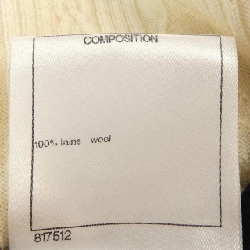 COMPOSITION
100% laine wool
817512